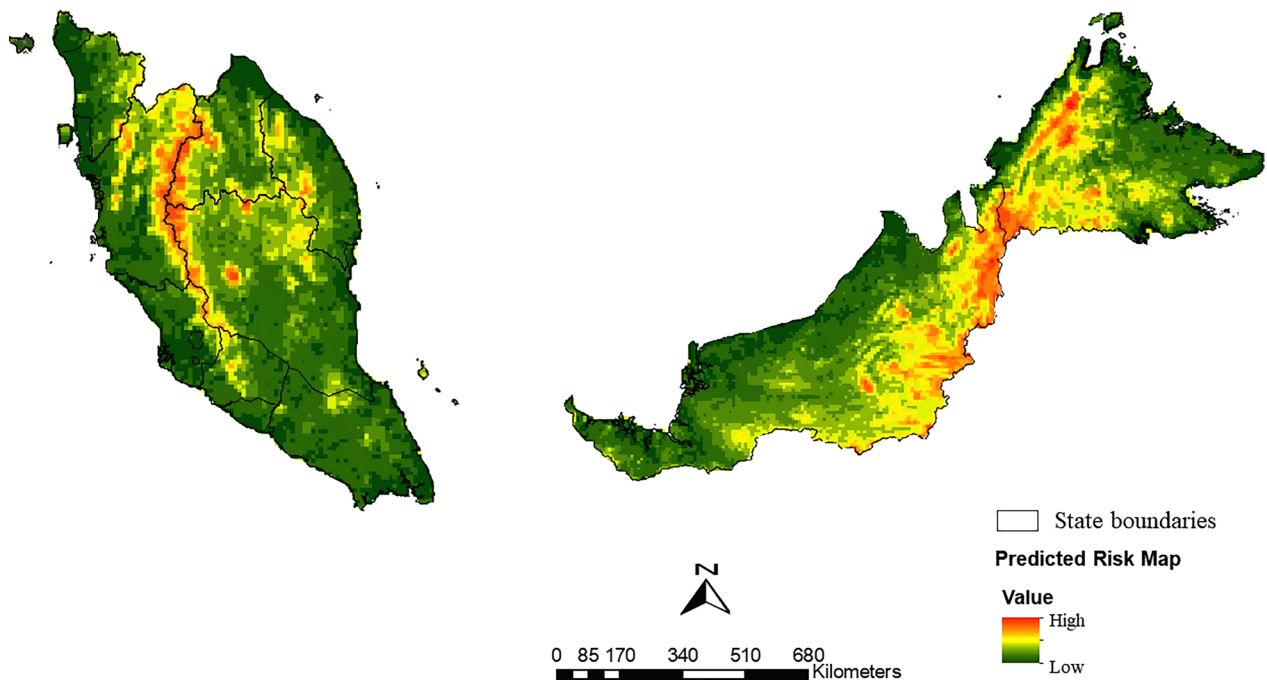 State boundaries
Predicted Risk Map
Value
High
Low
N
0 85 170 340 510 680
Kilometers